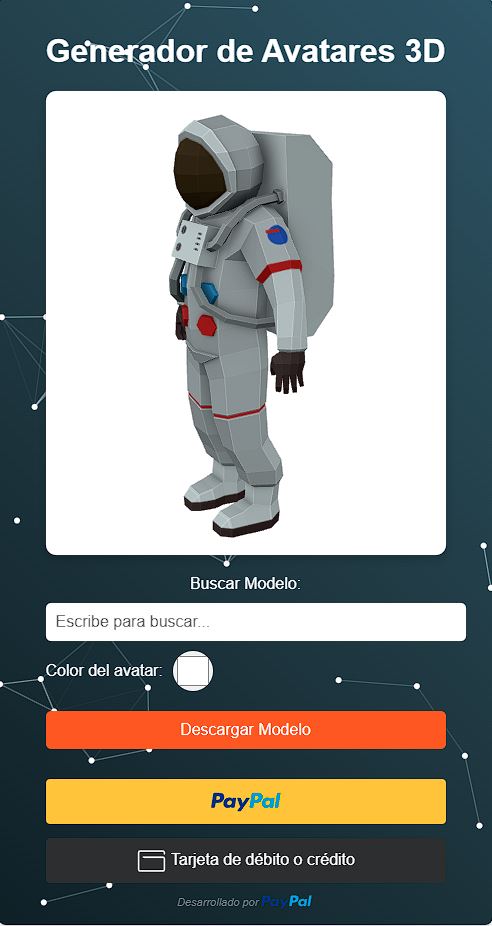 Generador de Avatares 3D
Buscar Modelo:
Escribe para buscar...
Color del avatar:
Descargar Modelo
PayPal
Tarjeta de débito o crédito
Desarrollado por PayPal